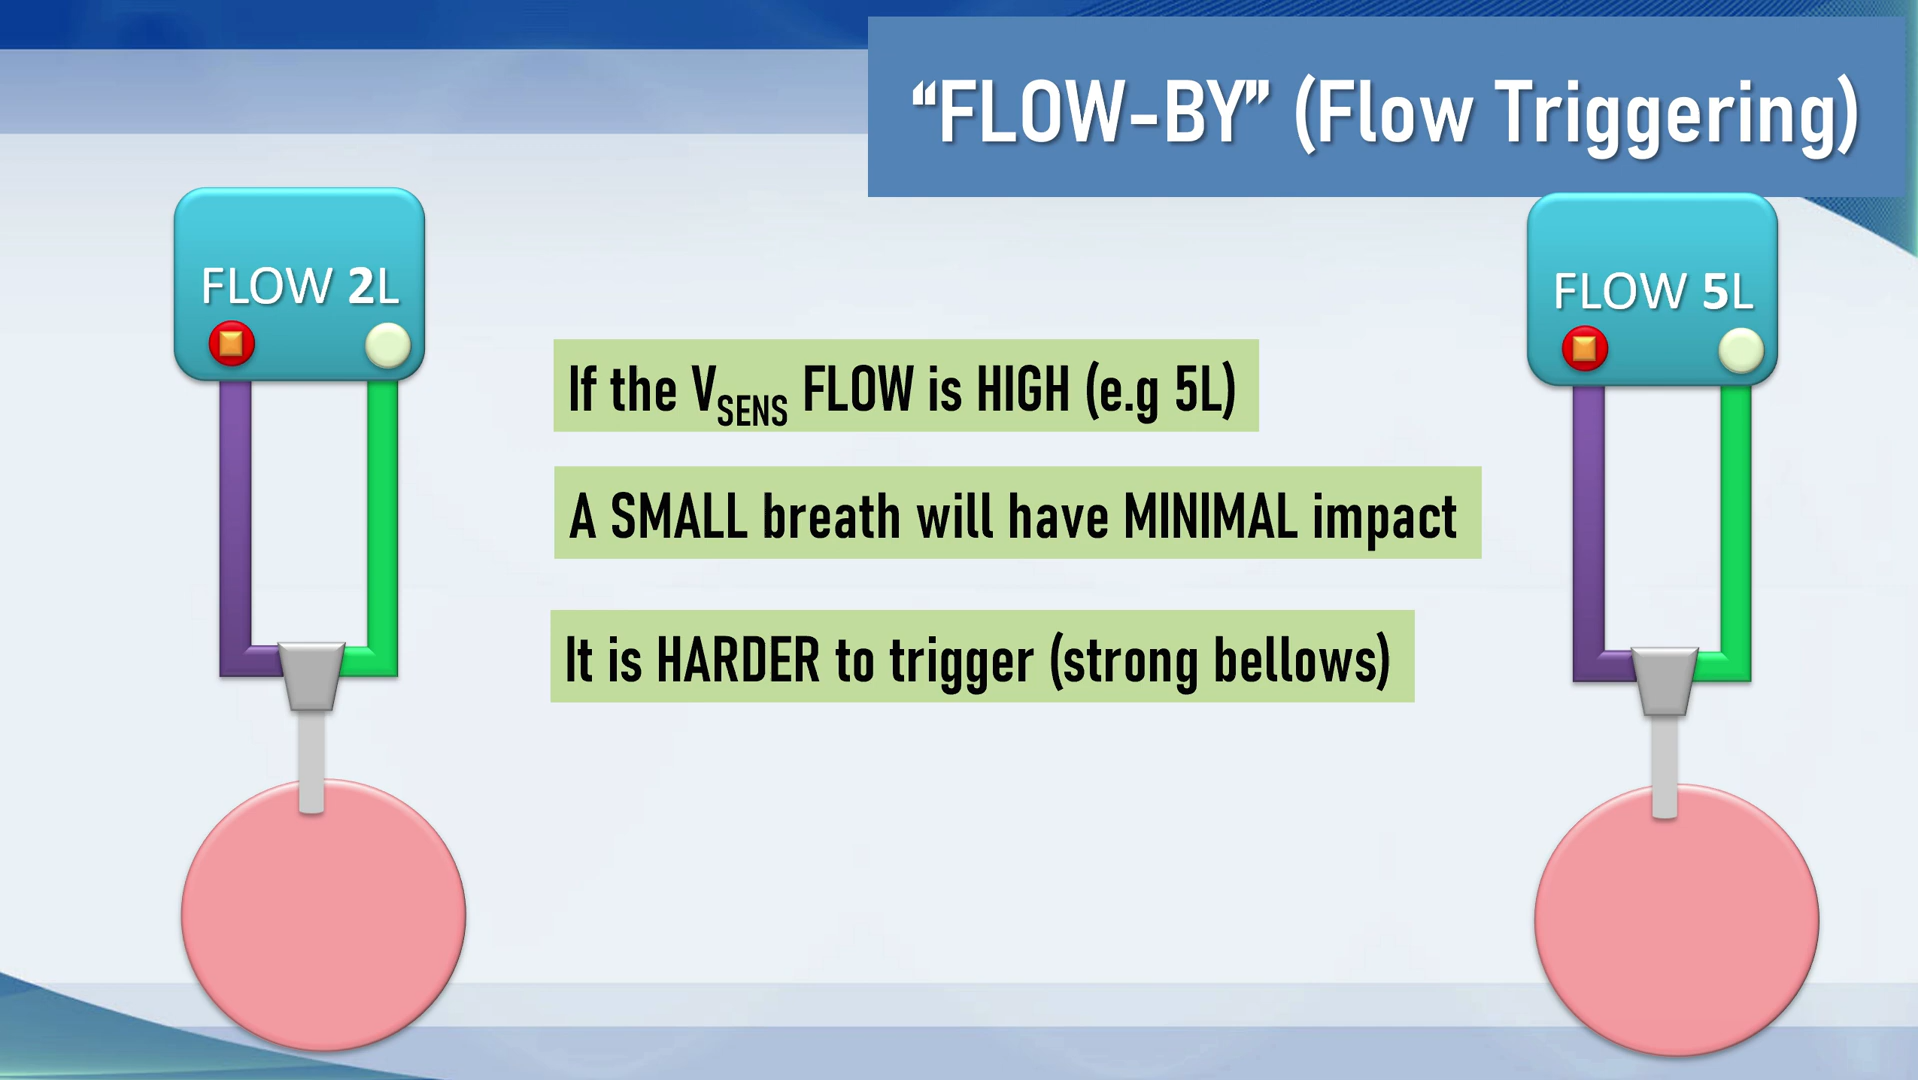 “FLOW-BY” (Flow Triggering)
FLOW 2L
FLOW 5L
If the VSENS FLOW is HIGH (e.g 5L)
A SMALL breath will have MINIMAL impact
It is HARDER to trigger (strong bellows)